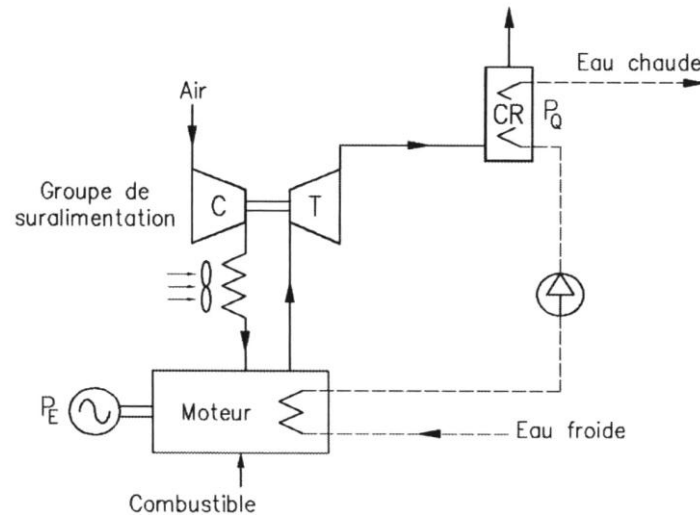 Eau chaude
Air
CR
P_Q
Groupe de
suralimentation
C
T
P_E
Moteur
Eau froide
Combustible